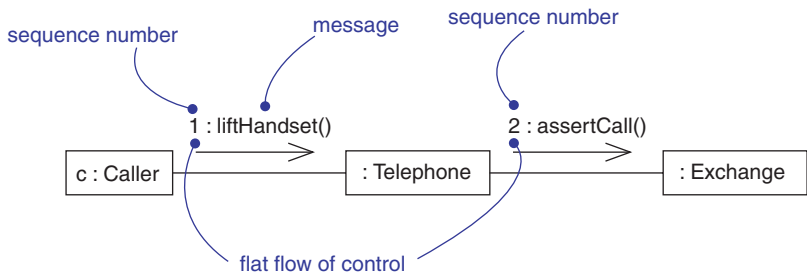 sequence number
message
sequence number
1 : liftHandset()
2 : assertCall()
c : Caller
: Telephone
: Exchange
flat flow of control